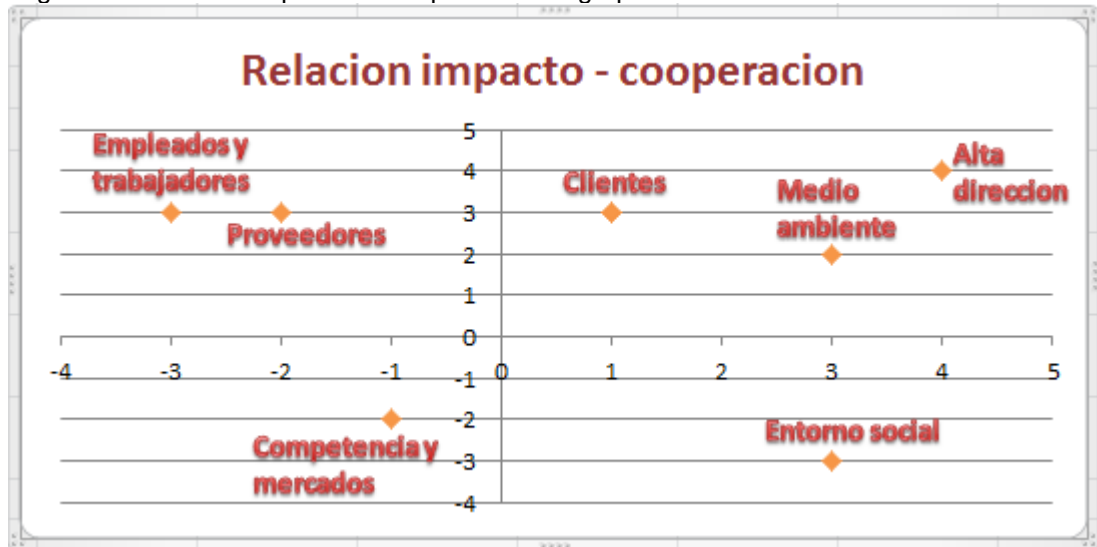 Relacion impacto - cooperacion
Empleados y
trabajadores
Proveedores
Clientes
Medio
ambiente
Alta
direccion
5
4
3
2
1
0
-1
-2
-3
-4
-4 -3 -2 -1 0 1 2 3 4 5
Competencia y
mercados
Entorno social